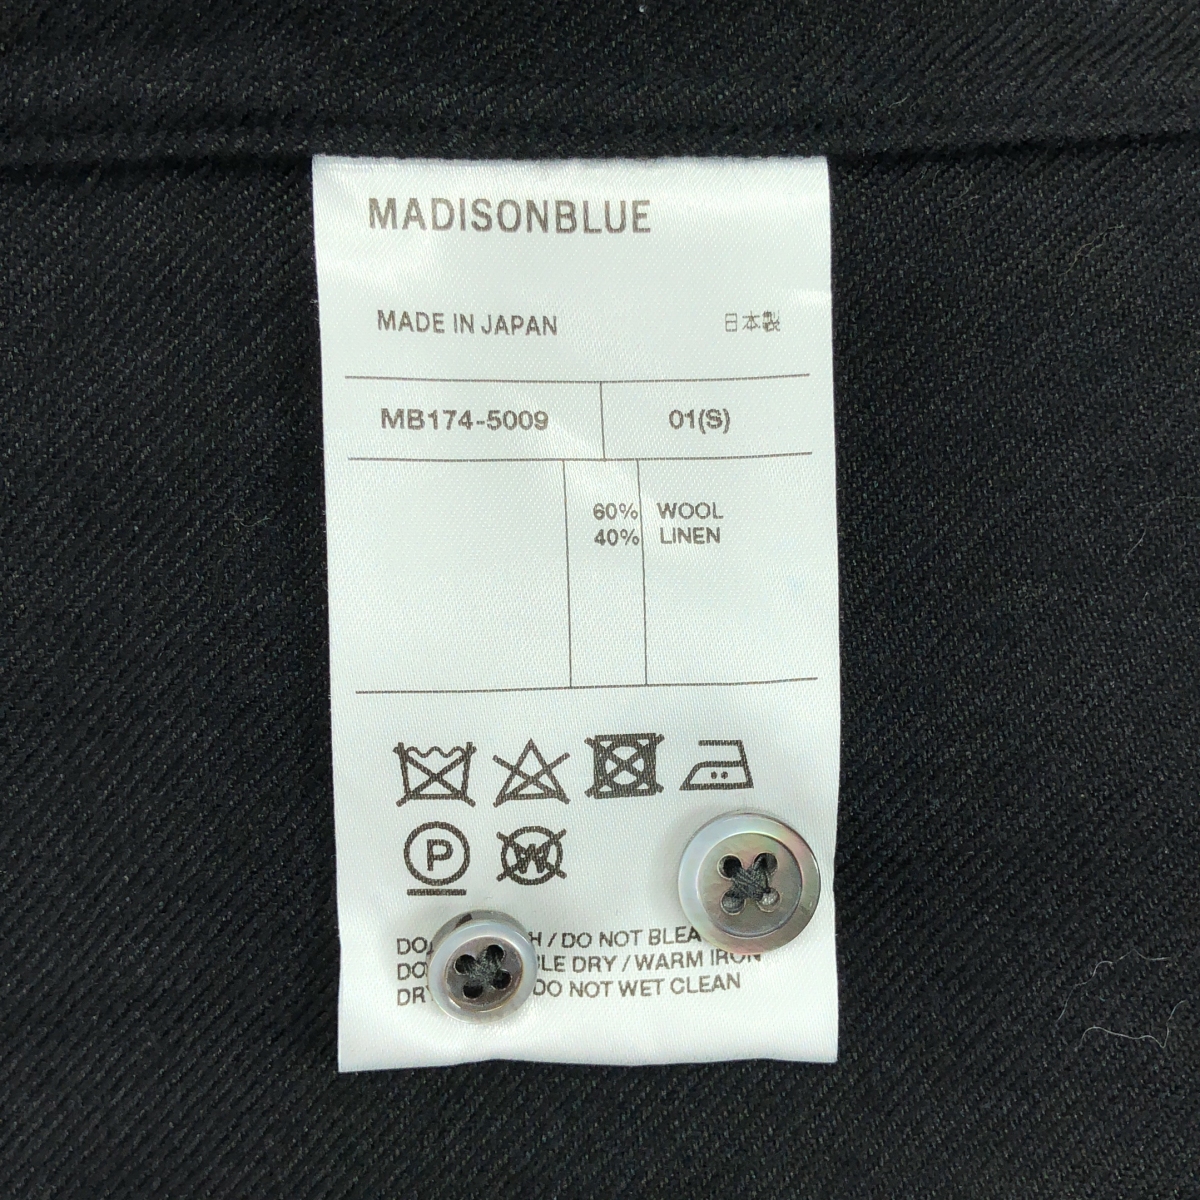 MADISONBLUE
MADE IN JAPAN 日本製
MB174-5009 01(S)
60% WOOL
40% LINEN
P W
/ DO NOT
DRY / WARM IRON
DO NOT WET CLEAN